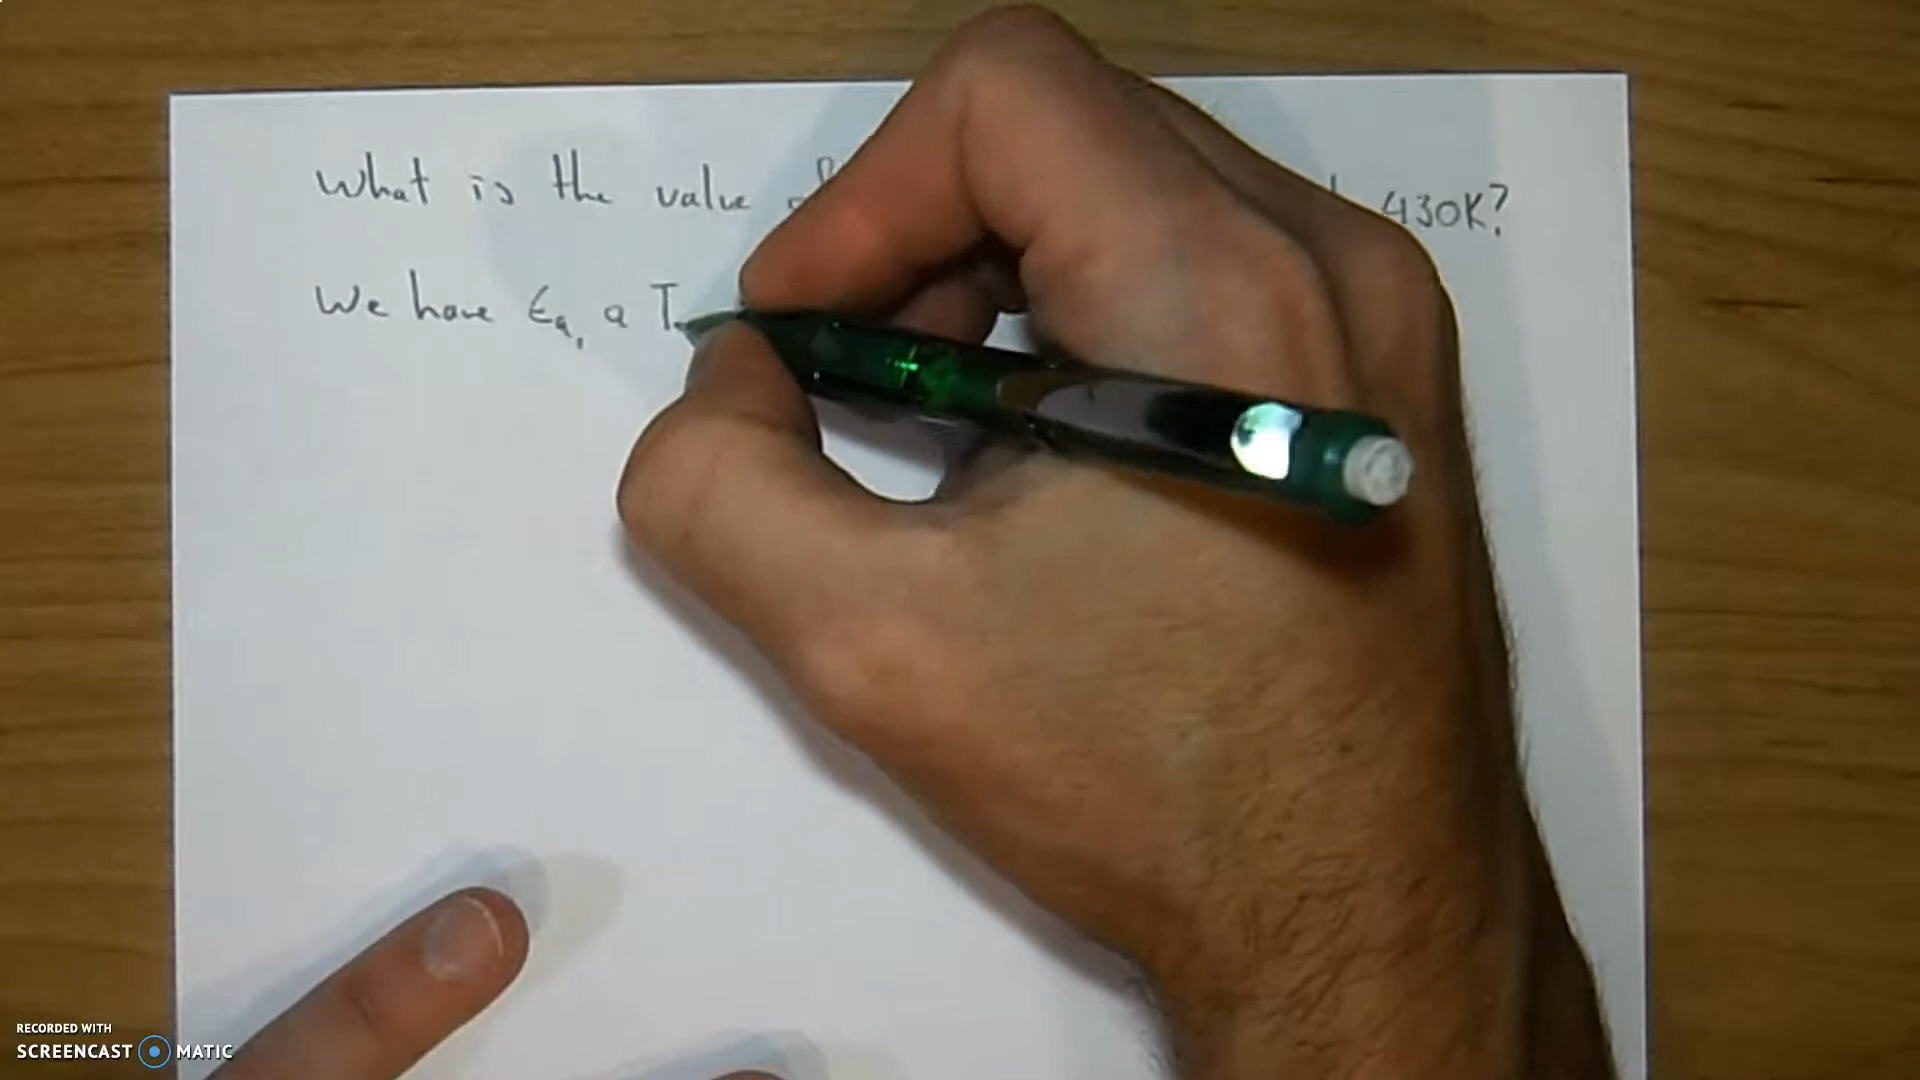 What is the value 430K?
We have Ea, a T
RECORDED WITH
SCREENCAST MATIC